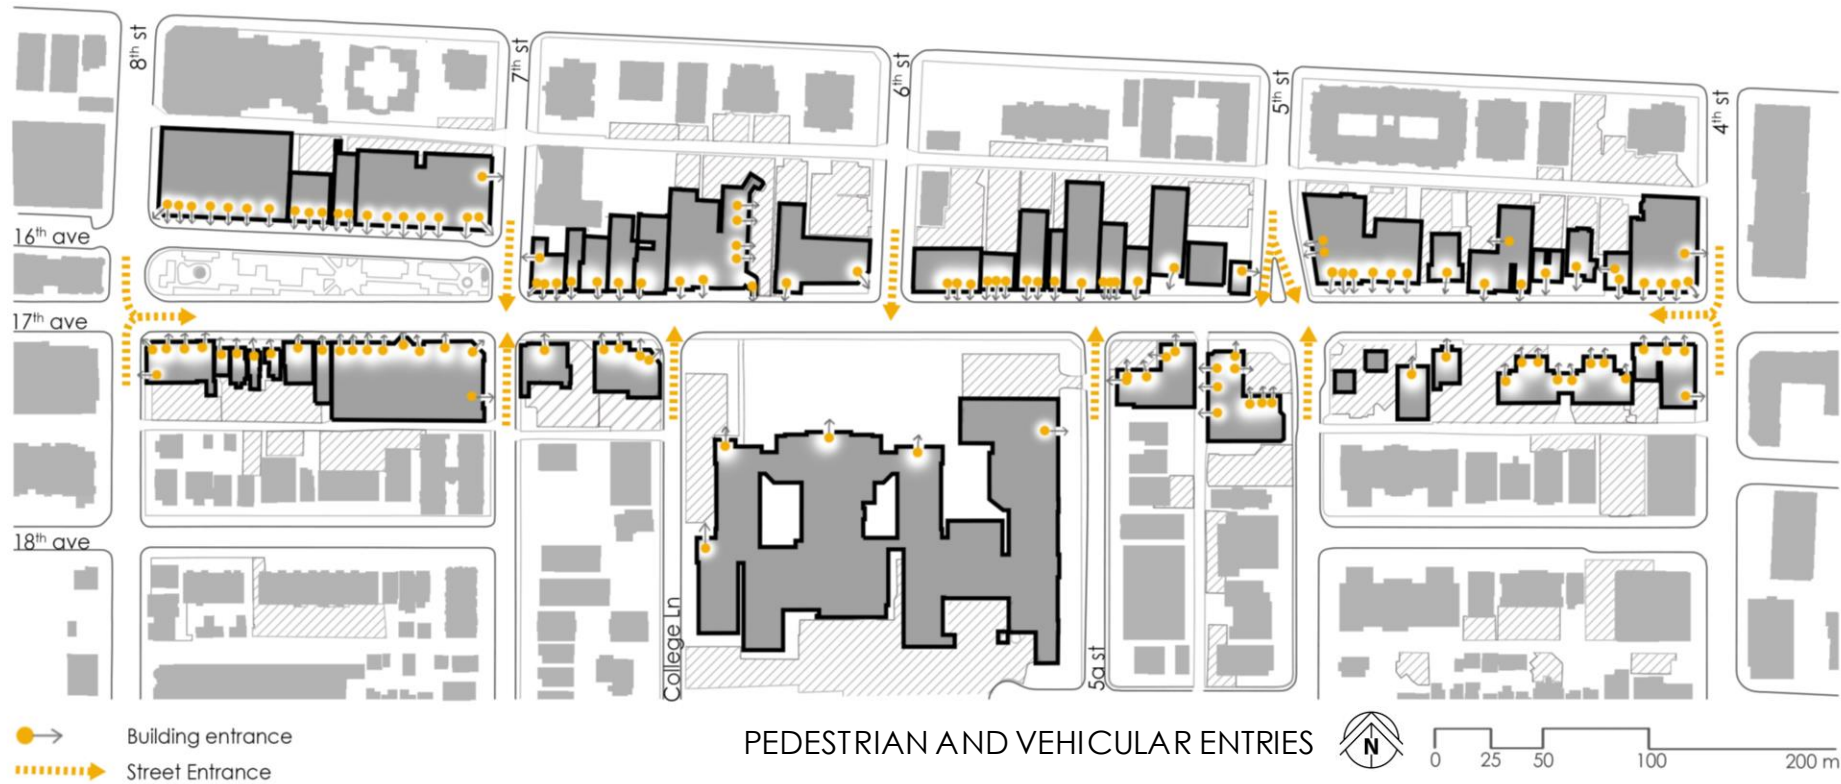 8th st
7th st
6th st
5th st
4th st
16th ave
17th ave
18th ave
College Ln
5a st
Building entrance
Street Entrance
PEDESTRIAN AND VEHICULAR ENTRIES
N
0 25 50 100 200 m